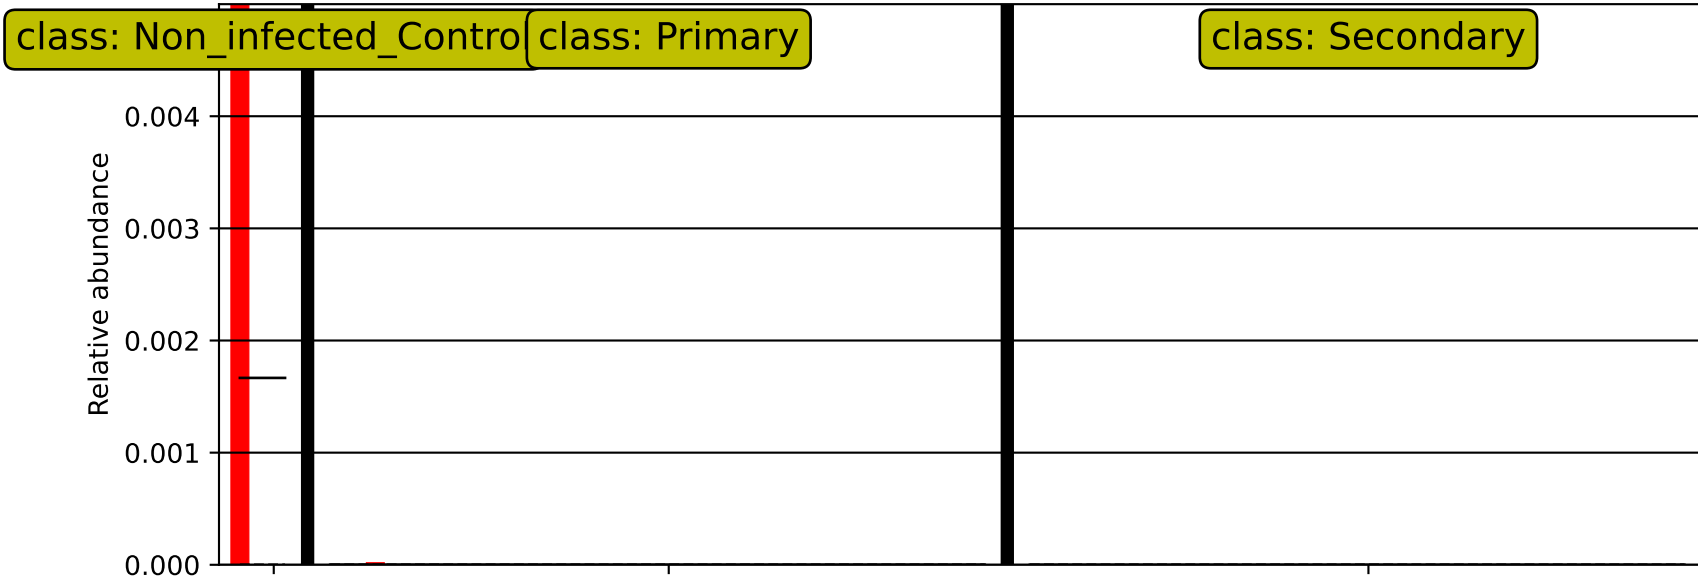 class: Non_infected_Contro
class: Primary
class: Secondary
0.004
0.003
0.002
0.001
0.000
Relative abundance